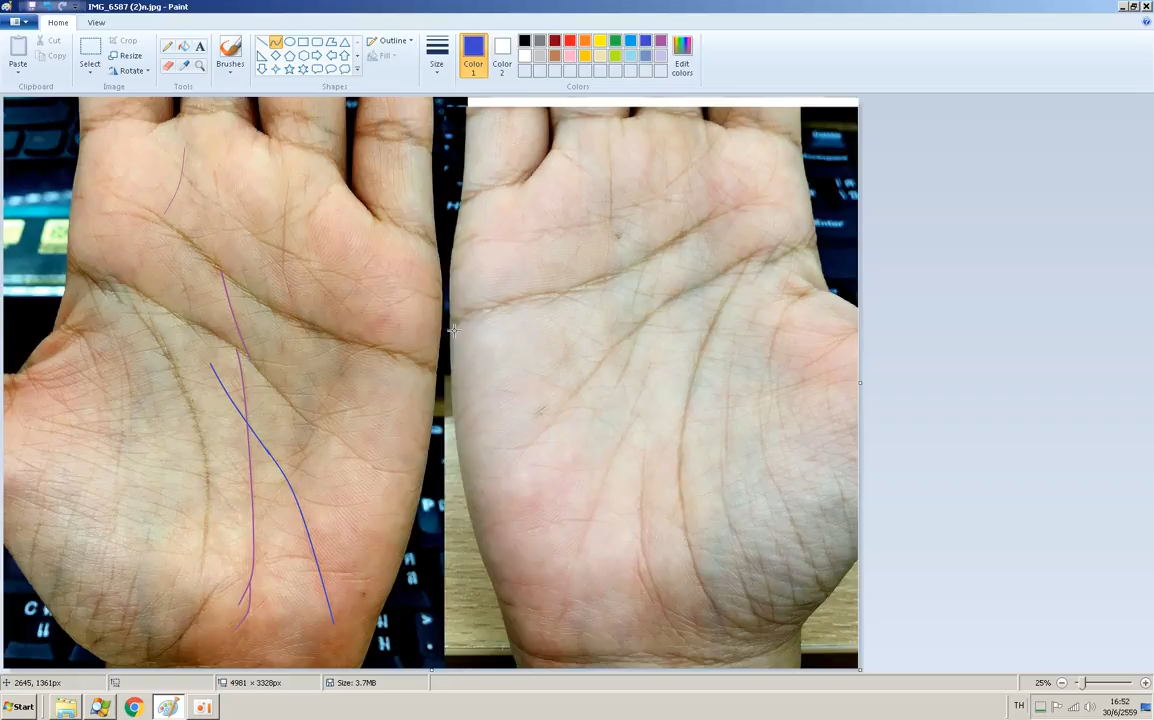 IMG_6587 (2)n.jpg - Paint
Home
View
Paste
Cut
Copy
Clipboard
Select
Crop
Resize
Rotate
Image
A
Tools
Brushes
Outline
Fill
Shapes
Size
Color
1
Color
2
Edit
colors
Colors
Enter
2645, 1361px
4981 × 3328px
Size: 3.7MB
25%
Start
TH
16:52
30/6/2559